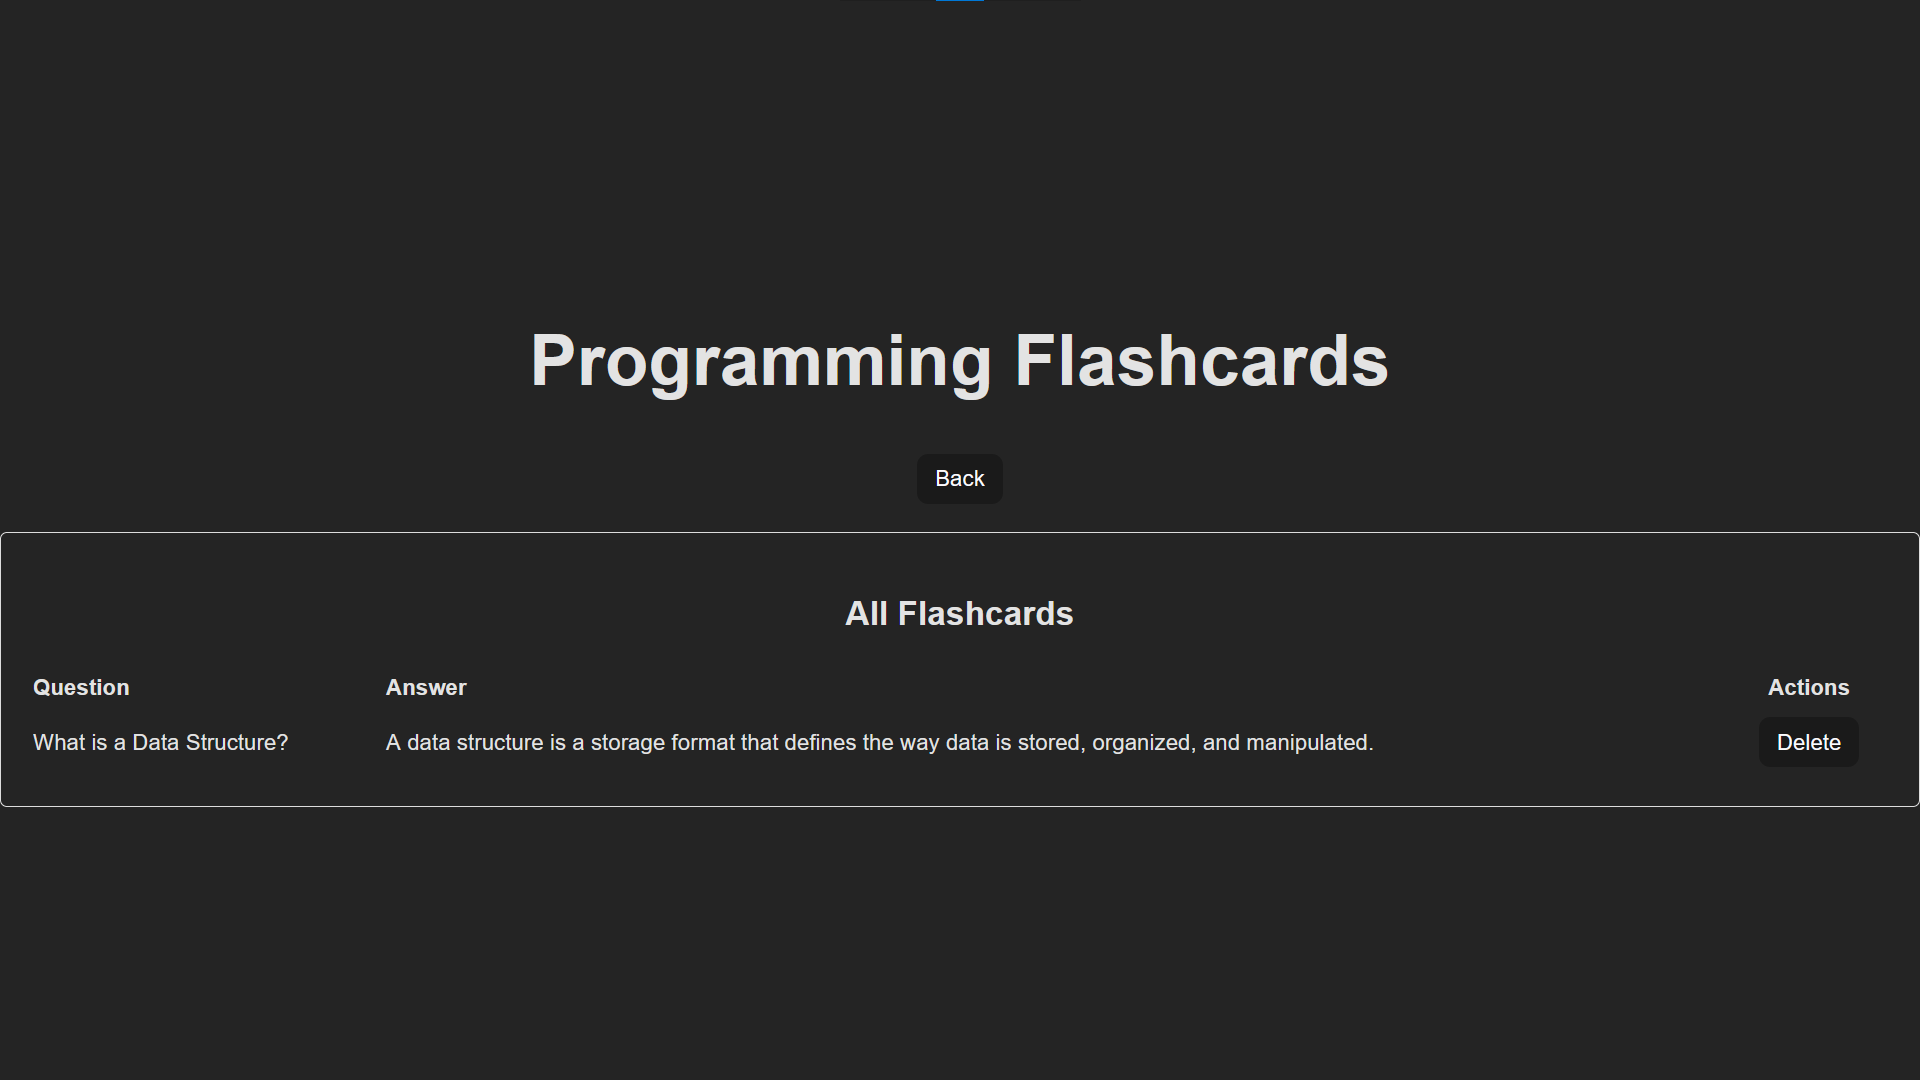 Programming Flashcards
Back
All Flashcards
Question Answer Actions
What is a Data Structure? A data structure is a storage format that defines the way data is stored, organized, and manipulated. Delete